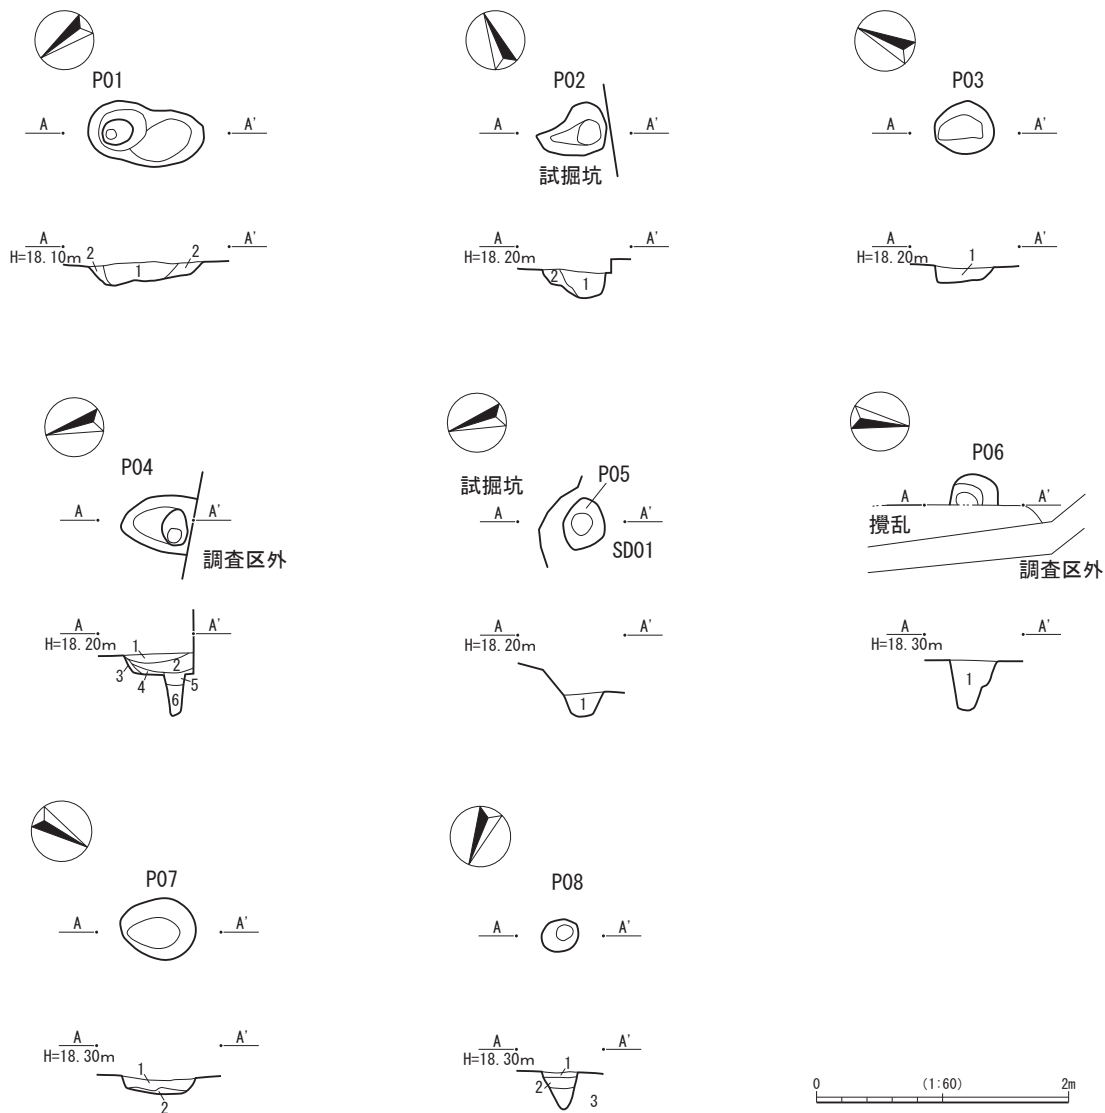 P01
A A'
A A'
H=18.10m
2 1 2
P02
A A'
試掘坑
A A'
H=18.20m
2 1
P03
A A'
A A'
H=18.20m
1
P04
A A'
調査区外
A A'
H=18.20m
1
2
3
4 5
6
試掘坑 P05
A A'
SD01
A A'
H=18.20m
1
P06
A A'
攪乱
調査区外
A A'
H=18.30m
1
P07
A A'
A A'
H=18.30m
1
2
P08
A A'
A A'
H=18.30m
1
2 3
0 (1:60) 2m